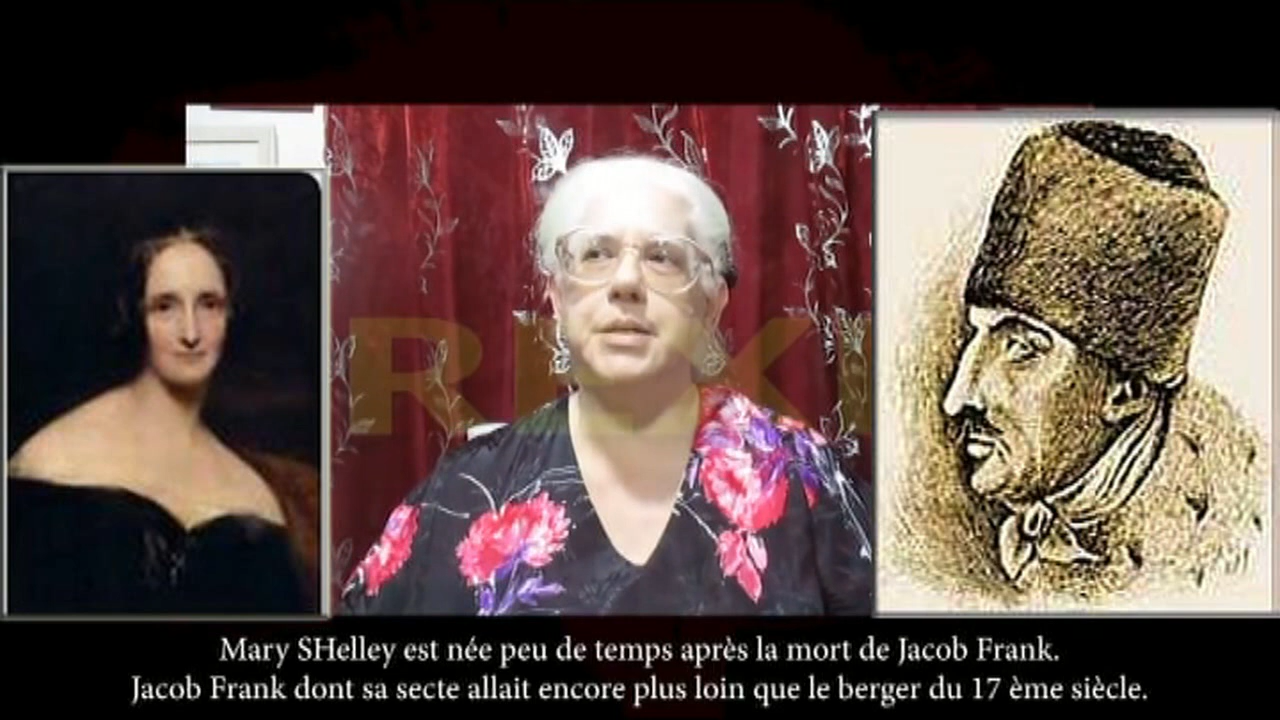 Mary SHelley est née peu de temps après la mort de Jacob Frank.
Jacob Frank dont sa secte allait encore plus loin que le berger du 17 ème siècle.